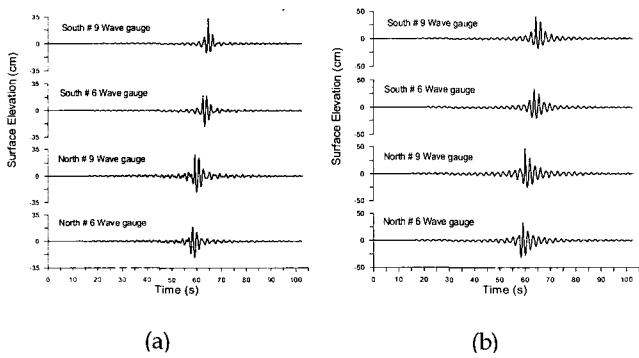 Surface Elevation (cm)
South # 9 Wave gauge
South # 6 Wave gauge
North # 9 Wave gauge
North # 6 Wave gauge
35
0
-35
35
0
-35
35
0
-35
35
0
-35
0 10 20 30 40 50 60 70 80 90 100
Time (s)
(a)
Surface Elevation (cm)
South # 9 Wave gauge
South # 6 Wave gauge
North # 9 Wave gauge
North # 6 Wave gauge
50
0
-50
50
0
-50
50
0
-50
50
0
-50
0 10 20 30 40 50 60 70 80 90 100
Time (s)
(b)